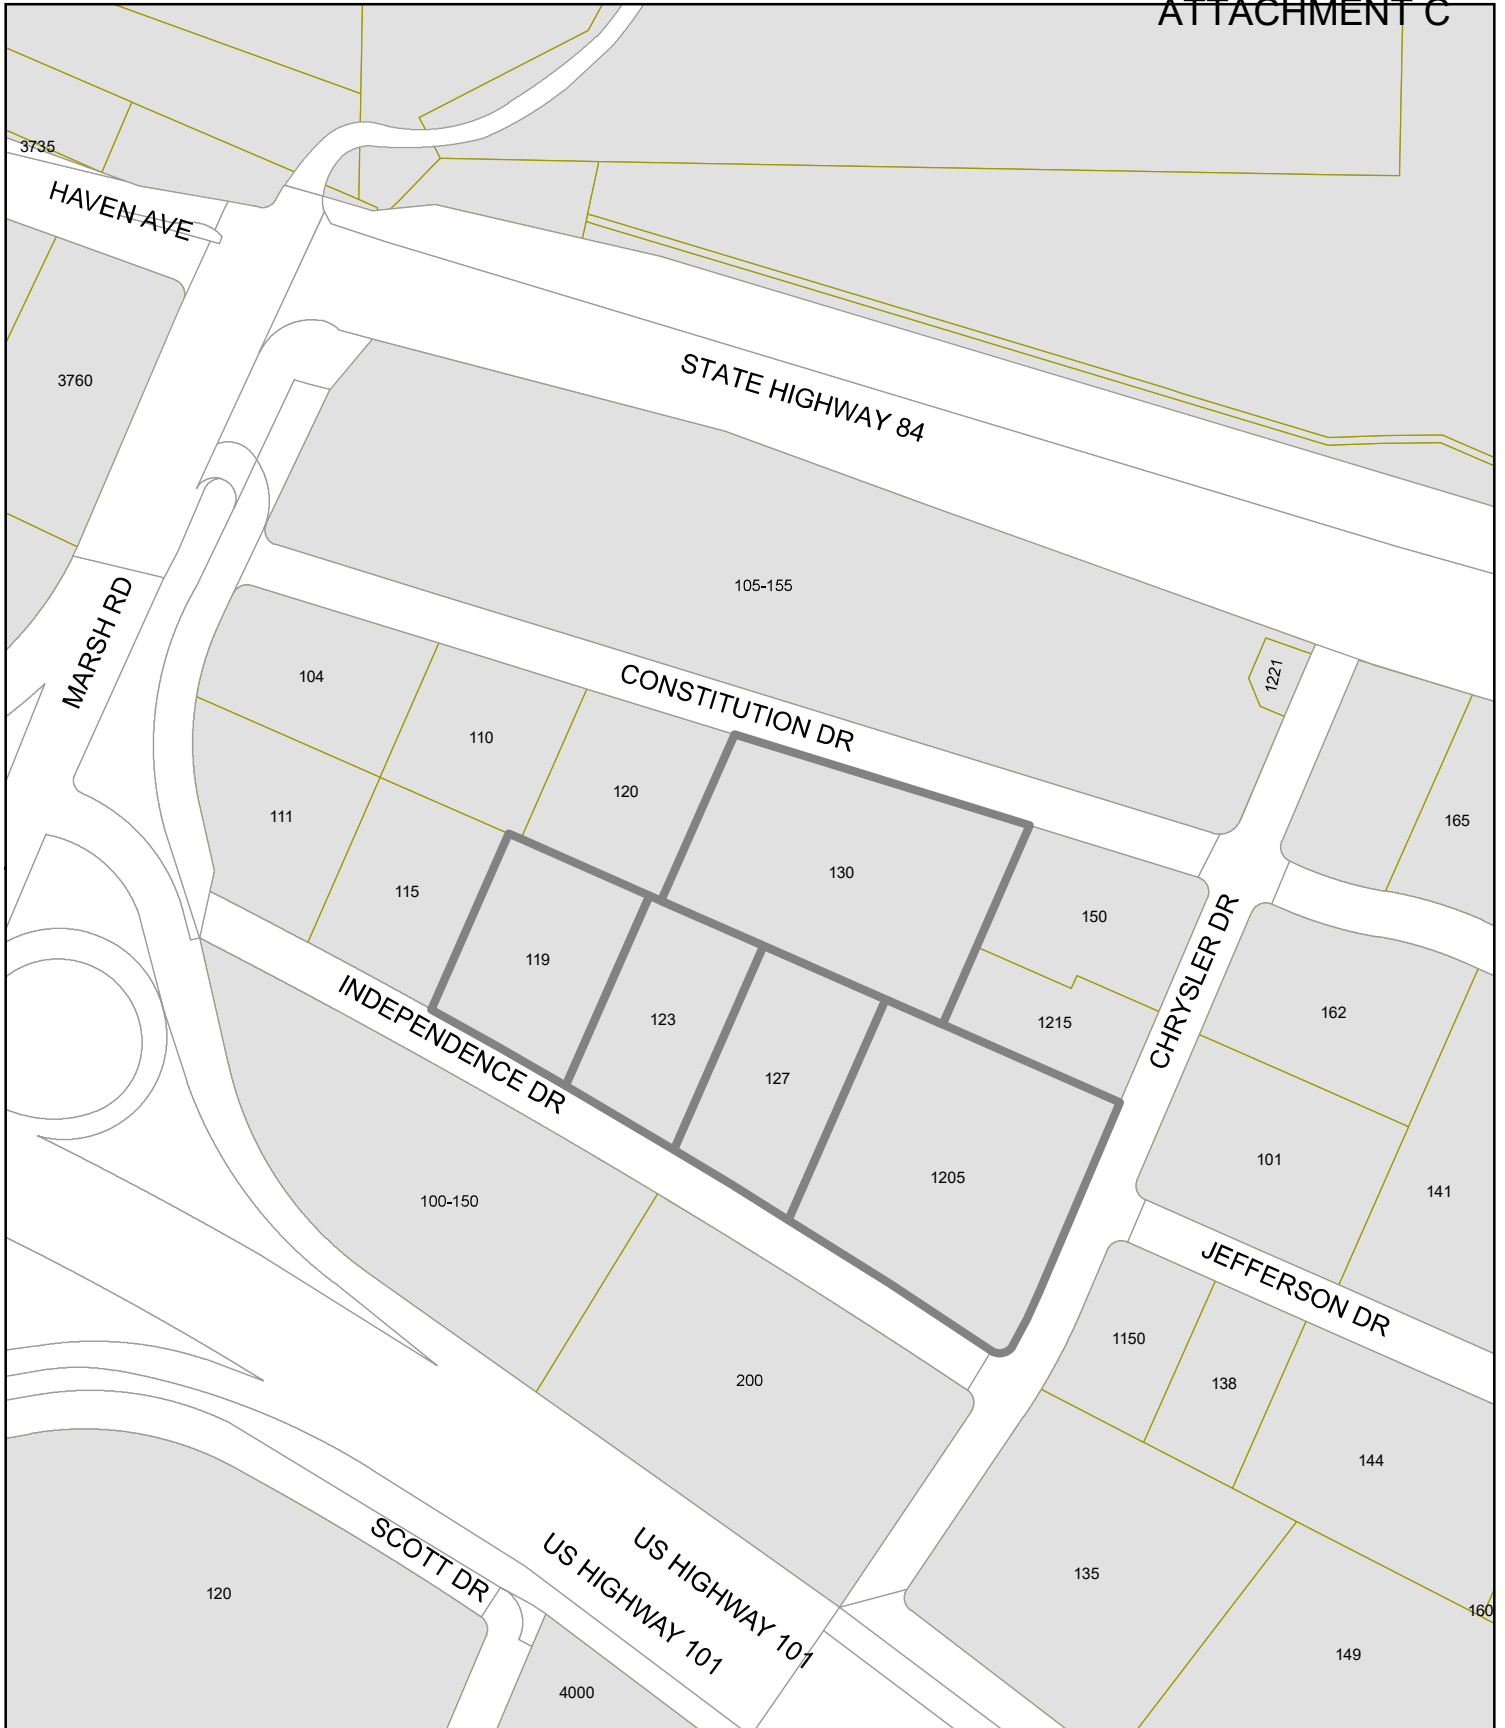 ATTACHMENT C
3735
HAVEN AVE
3760
STATE HIGHWAY 84
105-155
MARSH RD
1221
104
CONSTITUTION DR
110
120
165
111
130
115
150
CHRYSLER DR
119
162
INDEPENDENCE DR
123
1215
127
101
1205
141
100-150
JEFFERSON DR
1150
200
138
144
SCOTT DR
US HIGHWAY 101
US HIGHWAY 101
135
120
160
149
4000